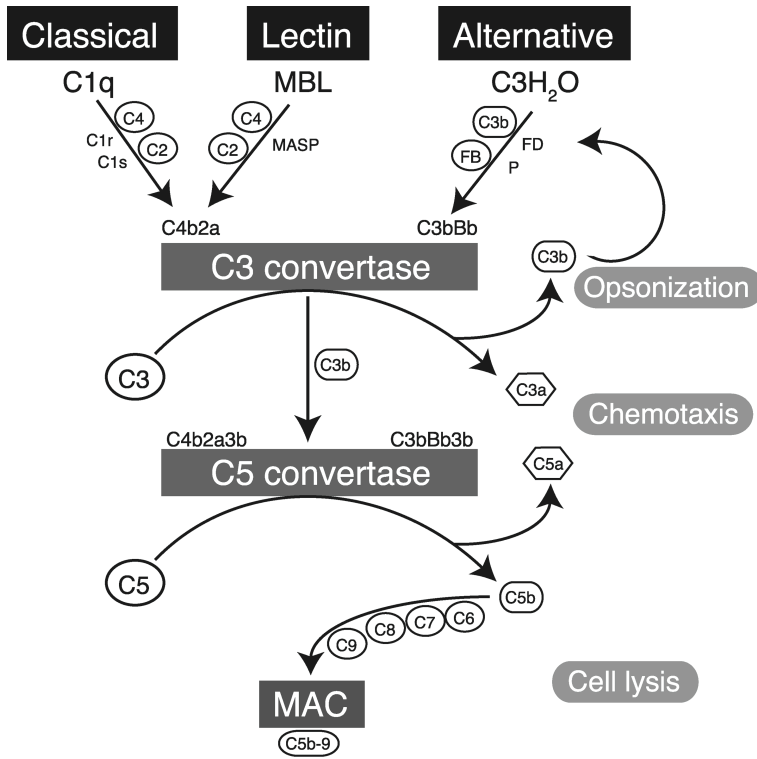 Classical
Lectin
Alternative
C1q
MBL
C3H2O
C4
C4
C3b
C1r
C2
C2
MASP
FB
FD
C1s
P
C4b2a
C3bBb
C3 convertase
C3b
Opsonization
C3
C3b
C3a
Chemotaxis
C4b2a3b
C3bBb3b
C5 convertase
C5a
C5
C5b
C9
C8
C7
C6
Cell lysis
MAC
C5b-9